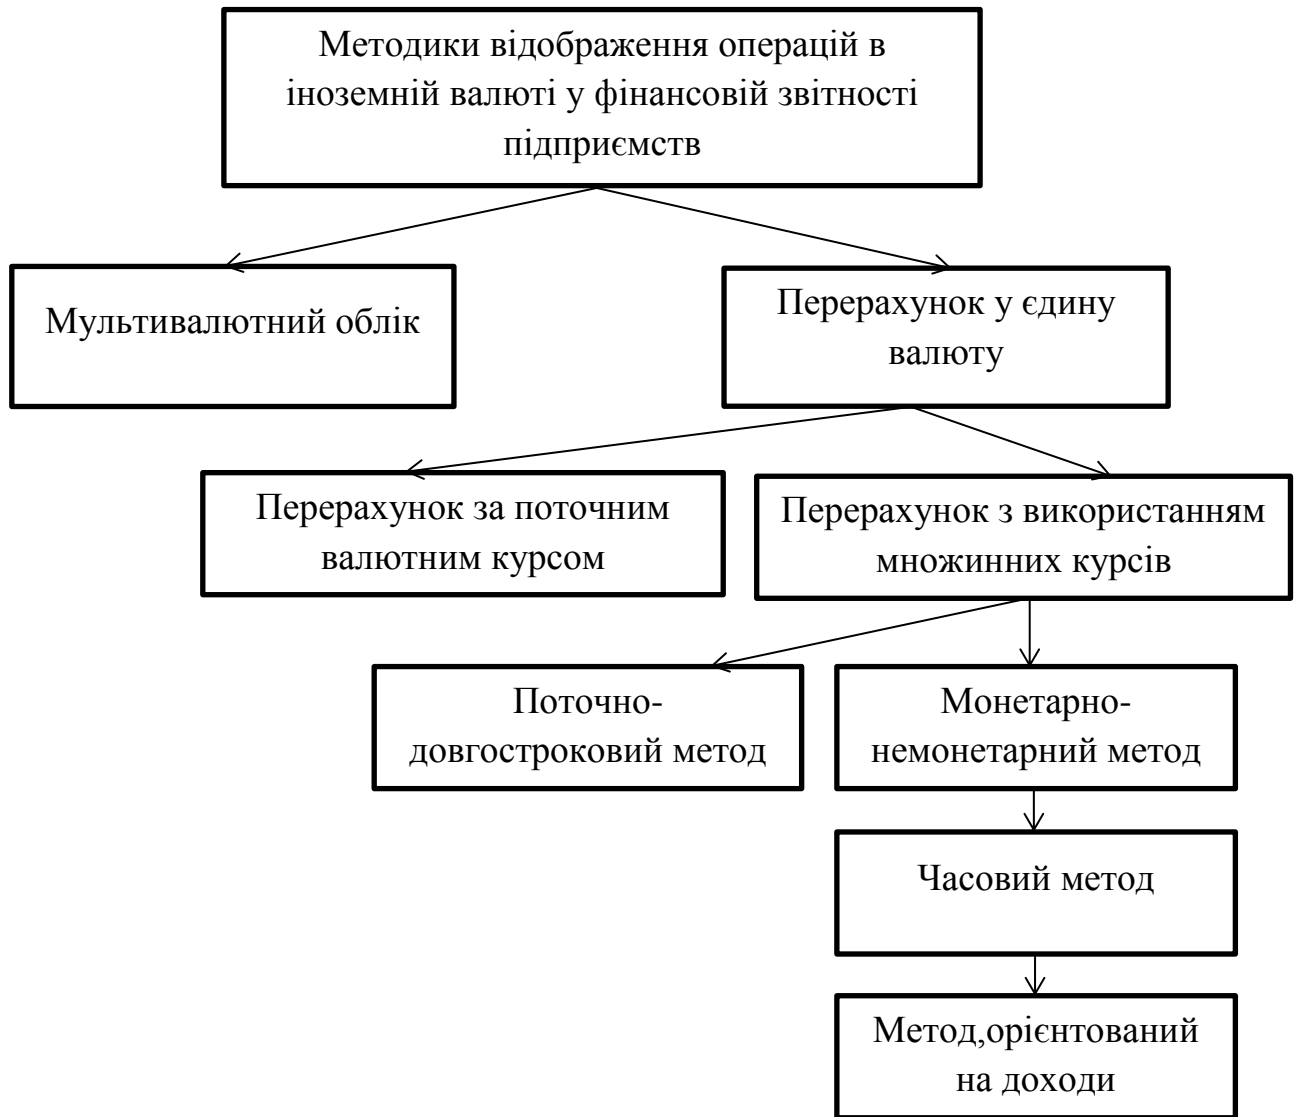 Методики відображення операцій в
іноземній валюті у фінансовій звітності
підприємств
Мультивалютний облік
Перерахунок у єдину
валюту
Перерахунок за поточним
валютним курсом
Перерахунок з використанням
множинних курсів
Поточно-
довгостроковий метод
Монетарно-
немонетарний метод
Часовий метод
Метод,орієнтований
на доходи